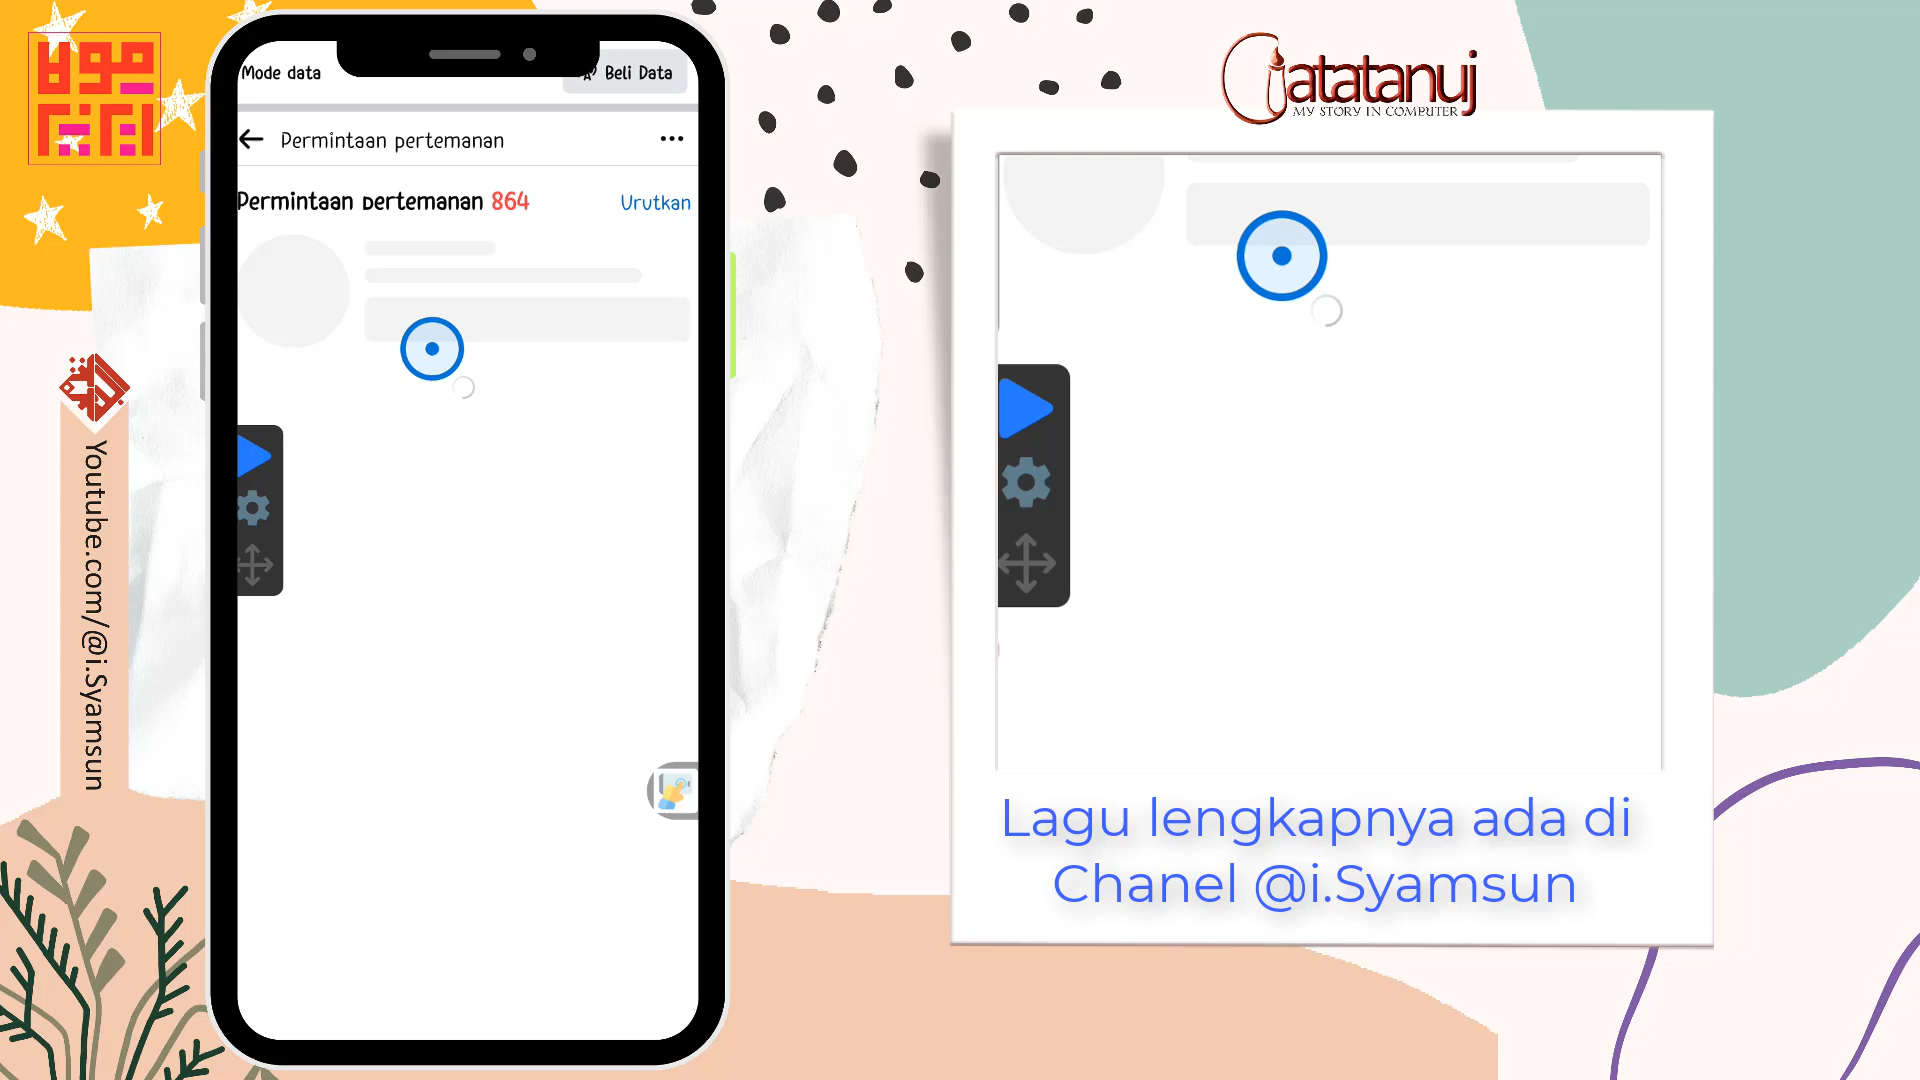 Mode data
Beli Data
Permintaan pertemanan
Permintaan pertemanan 864
Urutkan
Youtube.com/@i.Syamsun
Catatanuj
MY STORY IN COMPUTER
Lagu lengkapnya ada di
Chanel @i.Syamsun